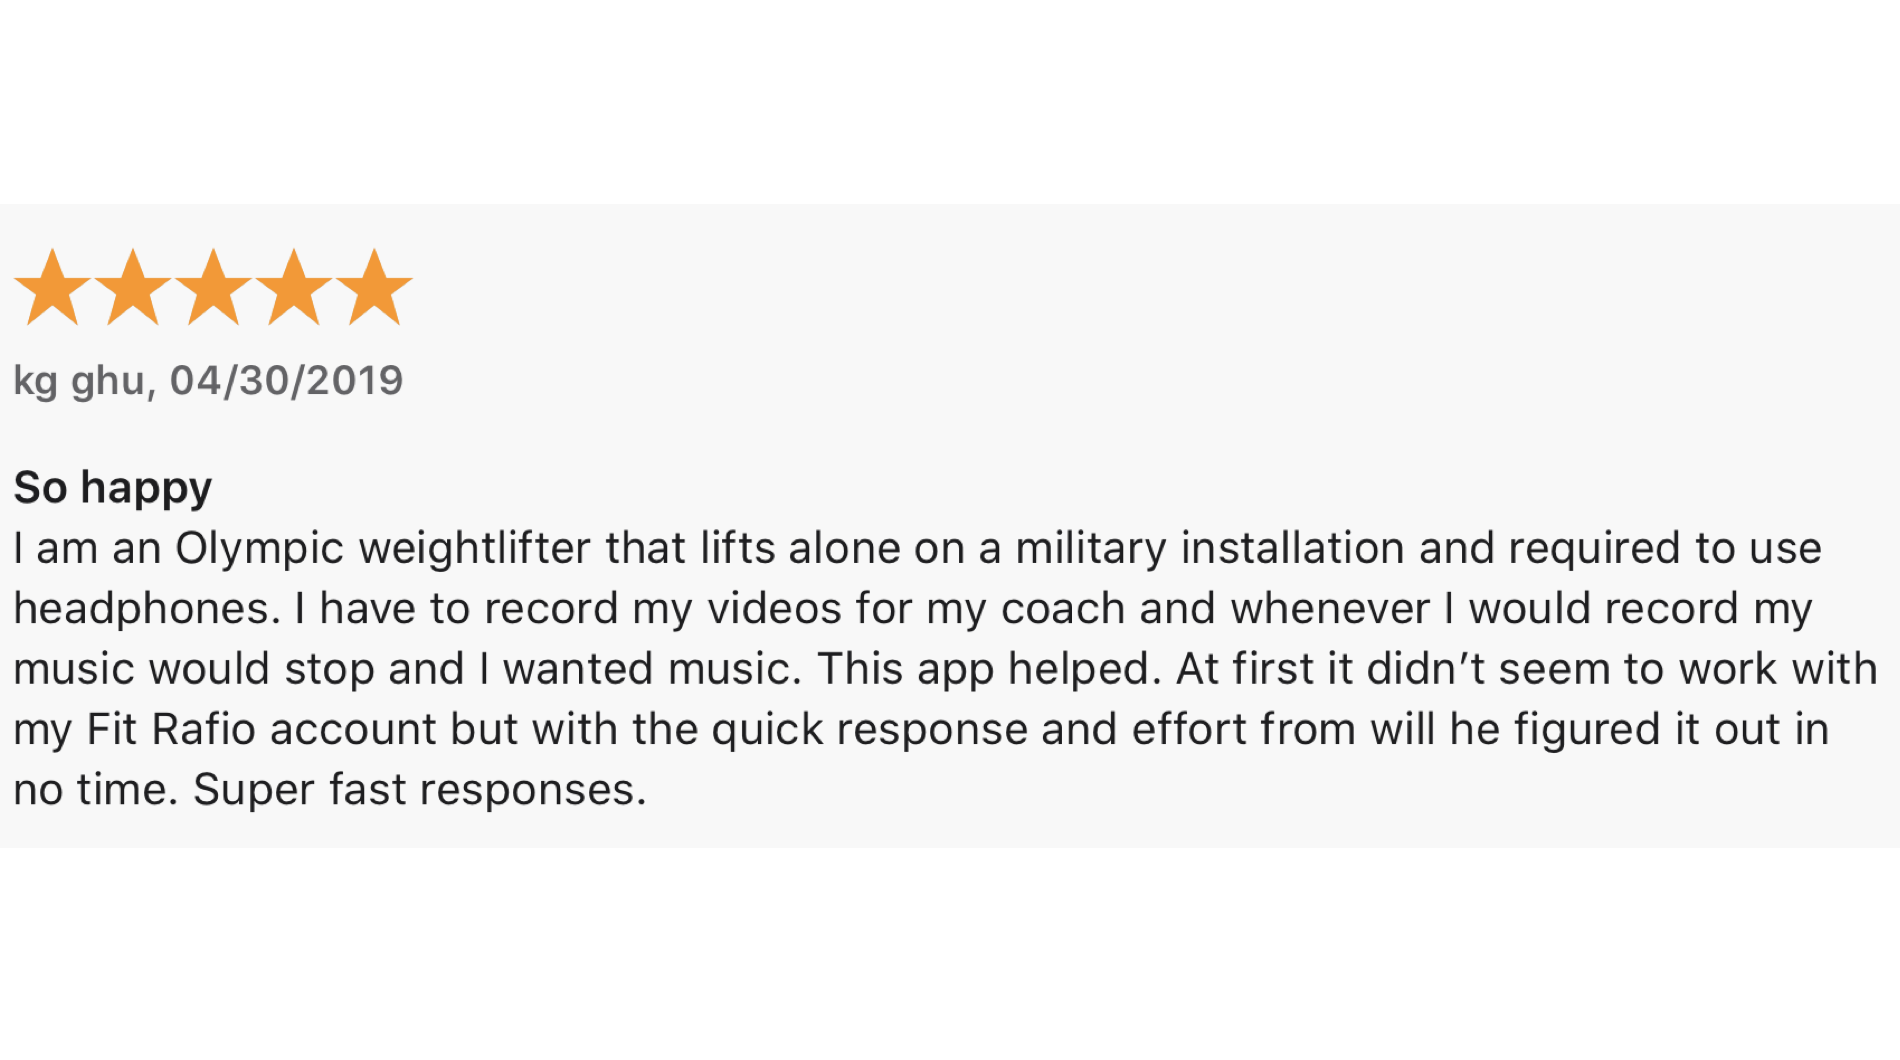 kg ghu, 04/30/2019
So happy
I am an Olympic weightlifter that lifts alone on a military installation and required to use
headphones. I have to record my videos for my coach and whenever I would record my
music would stop and I wanted music. This app helped. At first it didn’t seem to work with
my Fit Rafio account but with the quick response and effort from will he figured it out in
no time. Super fast responses.